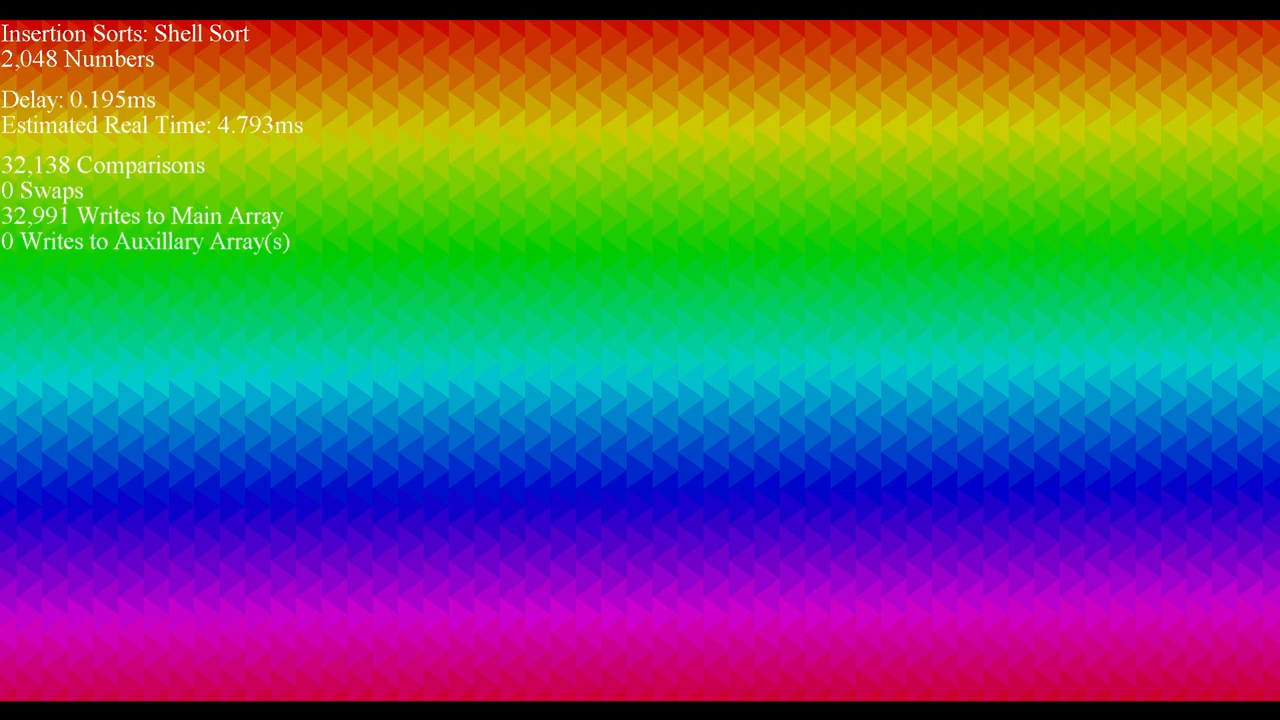 Insertion Sorts: Shell Sort
2,048 Numbers
Delay: 0.195ms
Estimated Real Time: 4.793ms
32,138 Comparisons
0 Swaps
32,991 Writes to Main Array
0 Writes to Auxillary Array(s)